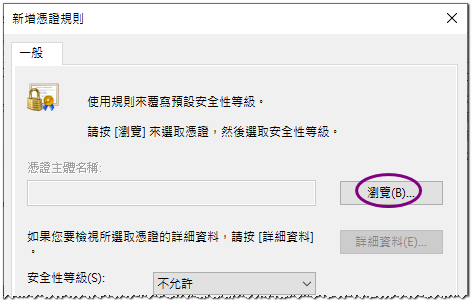 新增憑證規則
一般
使用規則來覆寫預設安全性等級。
請按 [瀏覽] 來選取憑證，然後選取安全性等級。
憑證主體名稱:
瀏覽(B)...
如果您要檢視所選取憑證的詳細資料，請按 [詳細資料]
。
詳細資料(E)...
安全性等級(S):
不允許